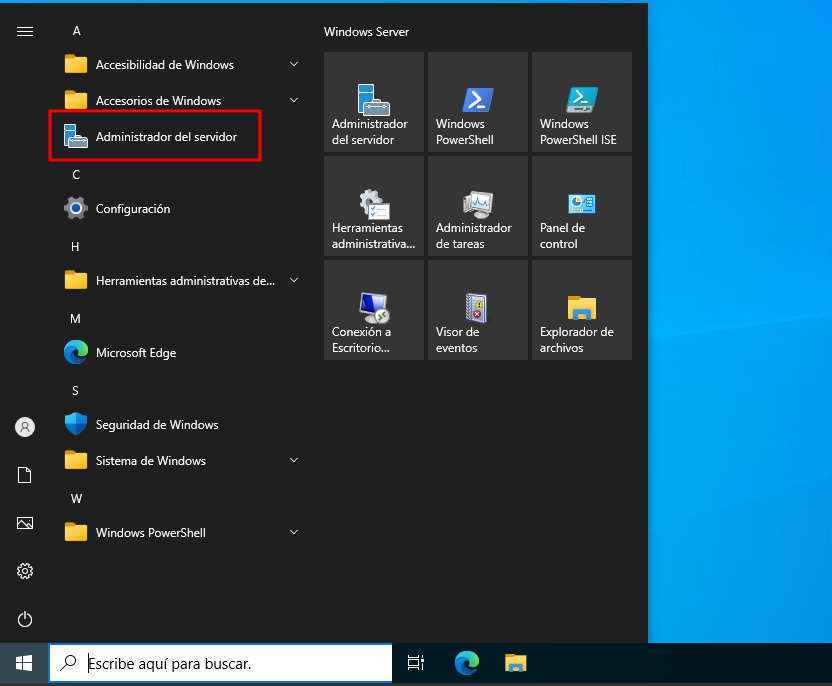 A
Accesibilidad de Windows
Accesorios de Windows
Administrador del servidor
C
Configuración
H
Herramientas administrativas de...
M
Microsoft Edge
S
Seguridad de Windows
Sistema de Windows
W
Windows PowerShell
Windows Server
Administrador
del servidor
Windows
PowerShell
Windows
PowerShell ISE
Herramientas
administrativa...
Administrador
de tareas
Panel de
control
Conexión a
Escritorio...
Visor de
eventos
Explorador de
archivos
Escribe aquí para buscar.